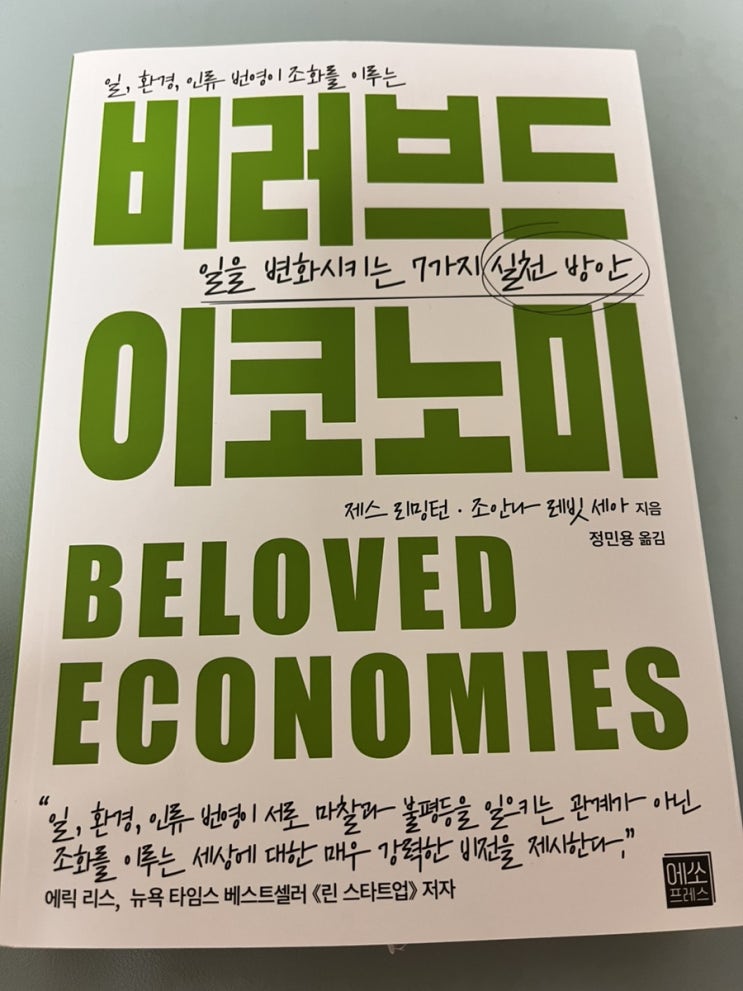 일, 환경, 인류 번영이 조화를 이루는
비러브드
일을 변화시키는 7가지 실천 방안
이코노미
제스 리밍턴 · 조안나 레빗 세아 지음
정민용 옮김
BELOVED
ECONOMIES
“일, 환경, 인류 번영이 서로 마찰과 불평등을 일으키는 관계가 아닌
조화를 이루는 세상에 대한 매우 강력한 비전을 제시한다.”
에릭 리스, 뉴욕 타임스 베스트셀러 《린 스타트업》 저자
에쏘
프레스